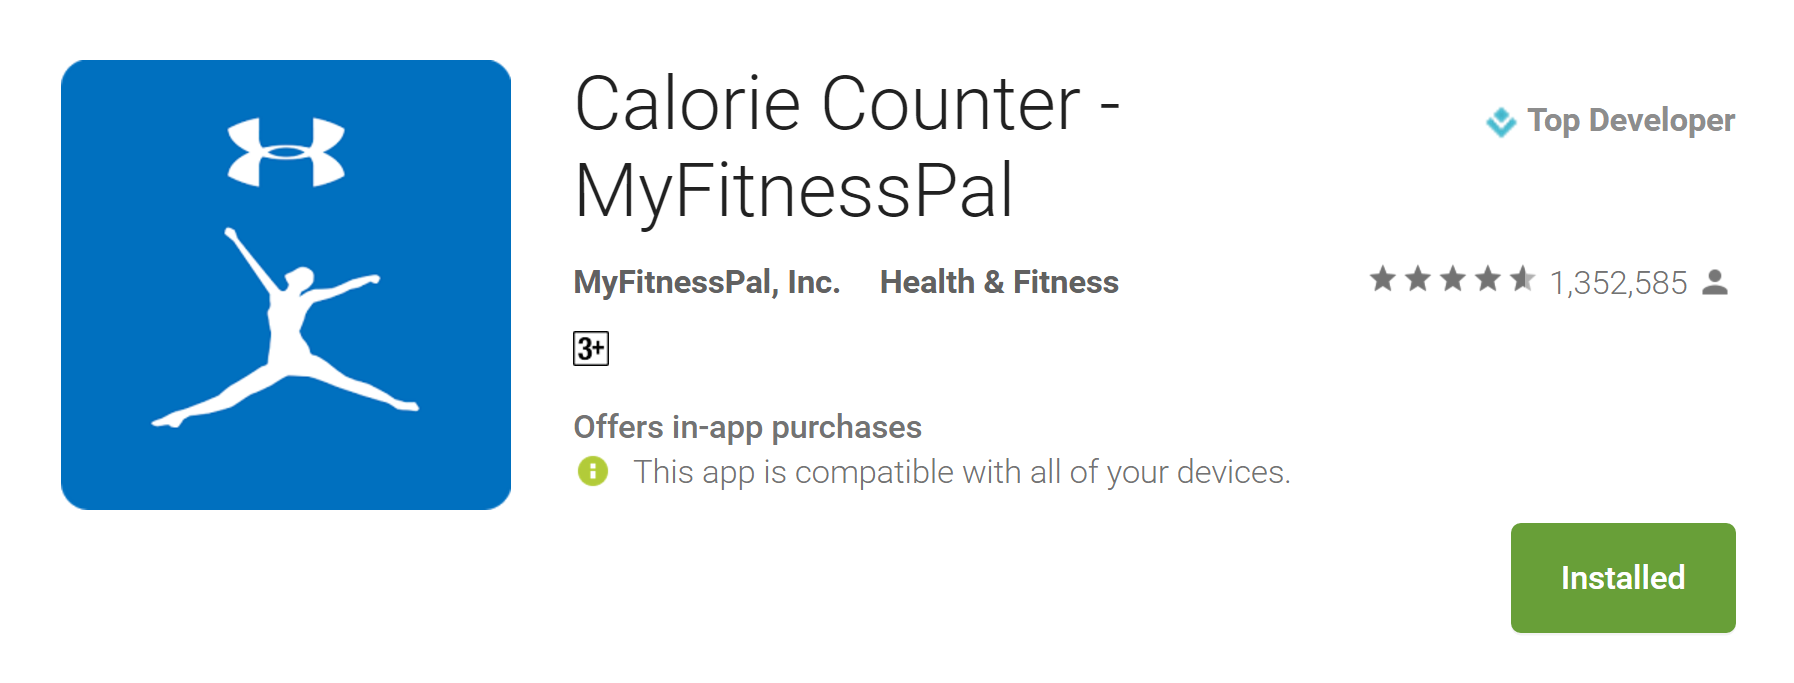 Calorie Counter -
MyFitnessPal
Top Developer
MyFitnessPal, Inc. Health & Fitness
1,352,585
3+
Offers in-app purchases
This app is compatible with all of your devices.
Installed